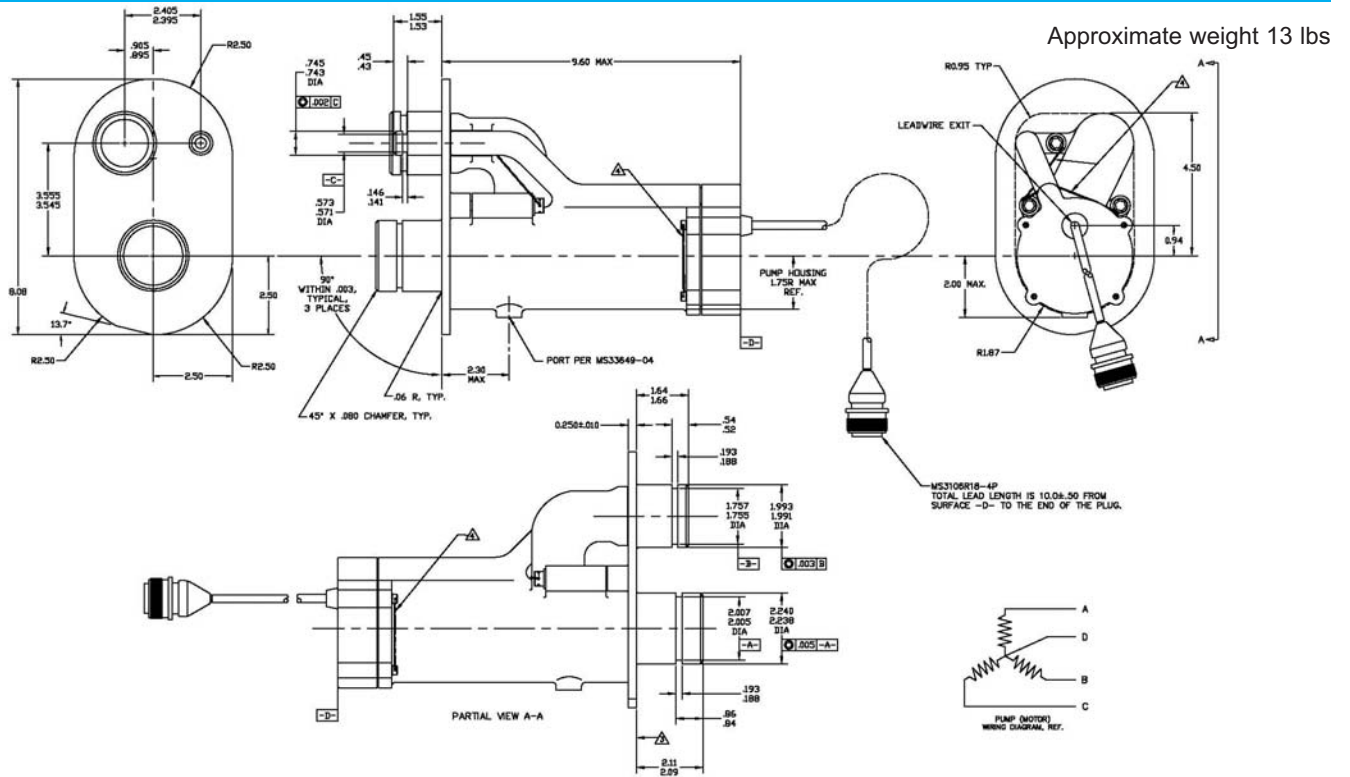 Approximate weight 13 lbs
2.405
2.395
.905
.895
R2.50
3.555
3.545
8.08
13.7°
R2.50
2.50
2.50
R2.50
1.55
1.53
.45
.43
.745
.743
DIA
.002 C
-C-
.573
.571
DIA
.146
.141
9.60 MAX
4
90°
WITHIN .003,
TYPICAL,
3 PLACES
PUMP HOUSING
1.75R MAX
REF.
-D-
PORT PER MS33649-04
2.30
MAX
.06 R, TYP.
45° X .080 CHAMFER, TYP.
R0.95 TYP
A
4
LEADWIRE EXIT
4.50
0.94
2.00 MAX.
R1.87
A
MS3106R18-4P
TOTAL LEAD LENGTH IS 10.0±.50 FROM
SURFACE -D- TO THE END OF THE PLUG.
1.64
1.66
0.250±.010
.54
.52
.193
.188
1.757
1.755
DIA
1.993
1.991
DIA
-B-
.003 B
2.007
2.005
DIA
2.240
2.238
DIA
-A-
.005 -A-
.193
.188
.86
.84
3
2.11
2.09
4
-D-
PARTIAL VIEW A-A
A
D
B
C
PUMP (MOTOR)
WIRING DIAGRAM, REF.